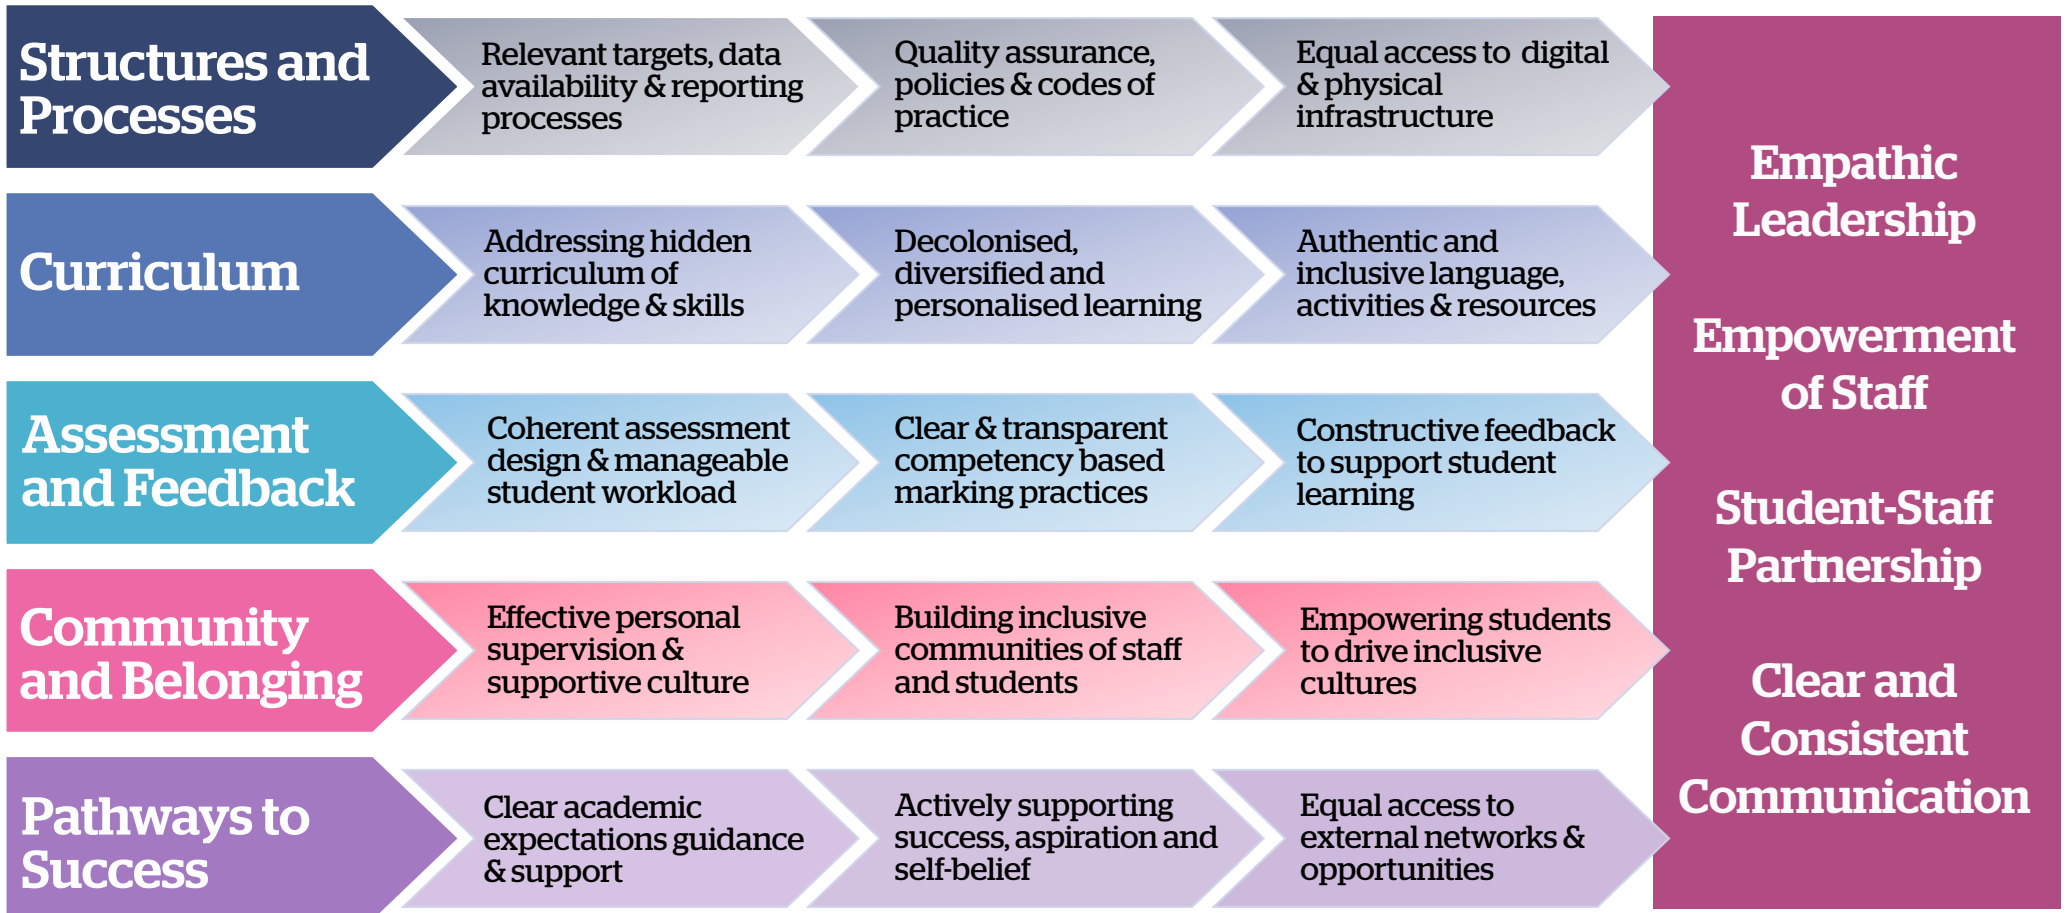 Structures and
Processes
Relevant targets, data
availability & reporting
processes
Quality assurance,
policies & codes of
practice
Equal access to digital
& physical
infrastructure
Curriculum
Addressing hidden
curriculum of
knowledge & skills
Decolonised,
diversified and
personalised learning
Authentic and
inclusive language,
activities & resources
Assessment
and Feedback
Coherent assessment
design & manageable
student workload
Clear & transparent
competency based
marking practices
Constructive feedback
to support student
learning
Community
and Belonging
Effective personal
supervision &
supportive culture
Building inclusive
communities of staff
and students
Empowering students
to drive inclusive
cultures
Pathways to
Success
Clear academic
expectations guidance
& support
Actively supporting
success, aspiration and
self-belief
Equal access to
external networks &
opportunities
Empathic
Leadership
Empowerment
of Staff
Student-Staff
Partnership
Clear and
Consistent
Communication